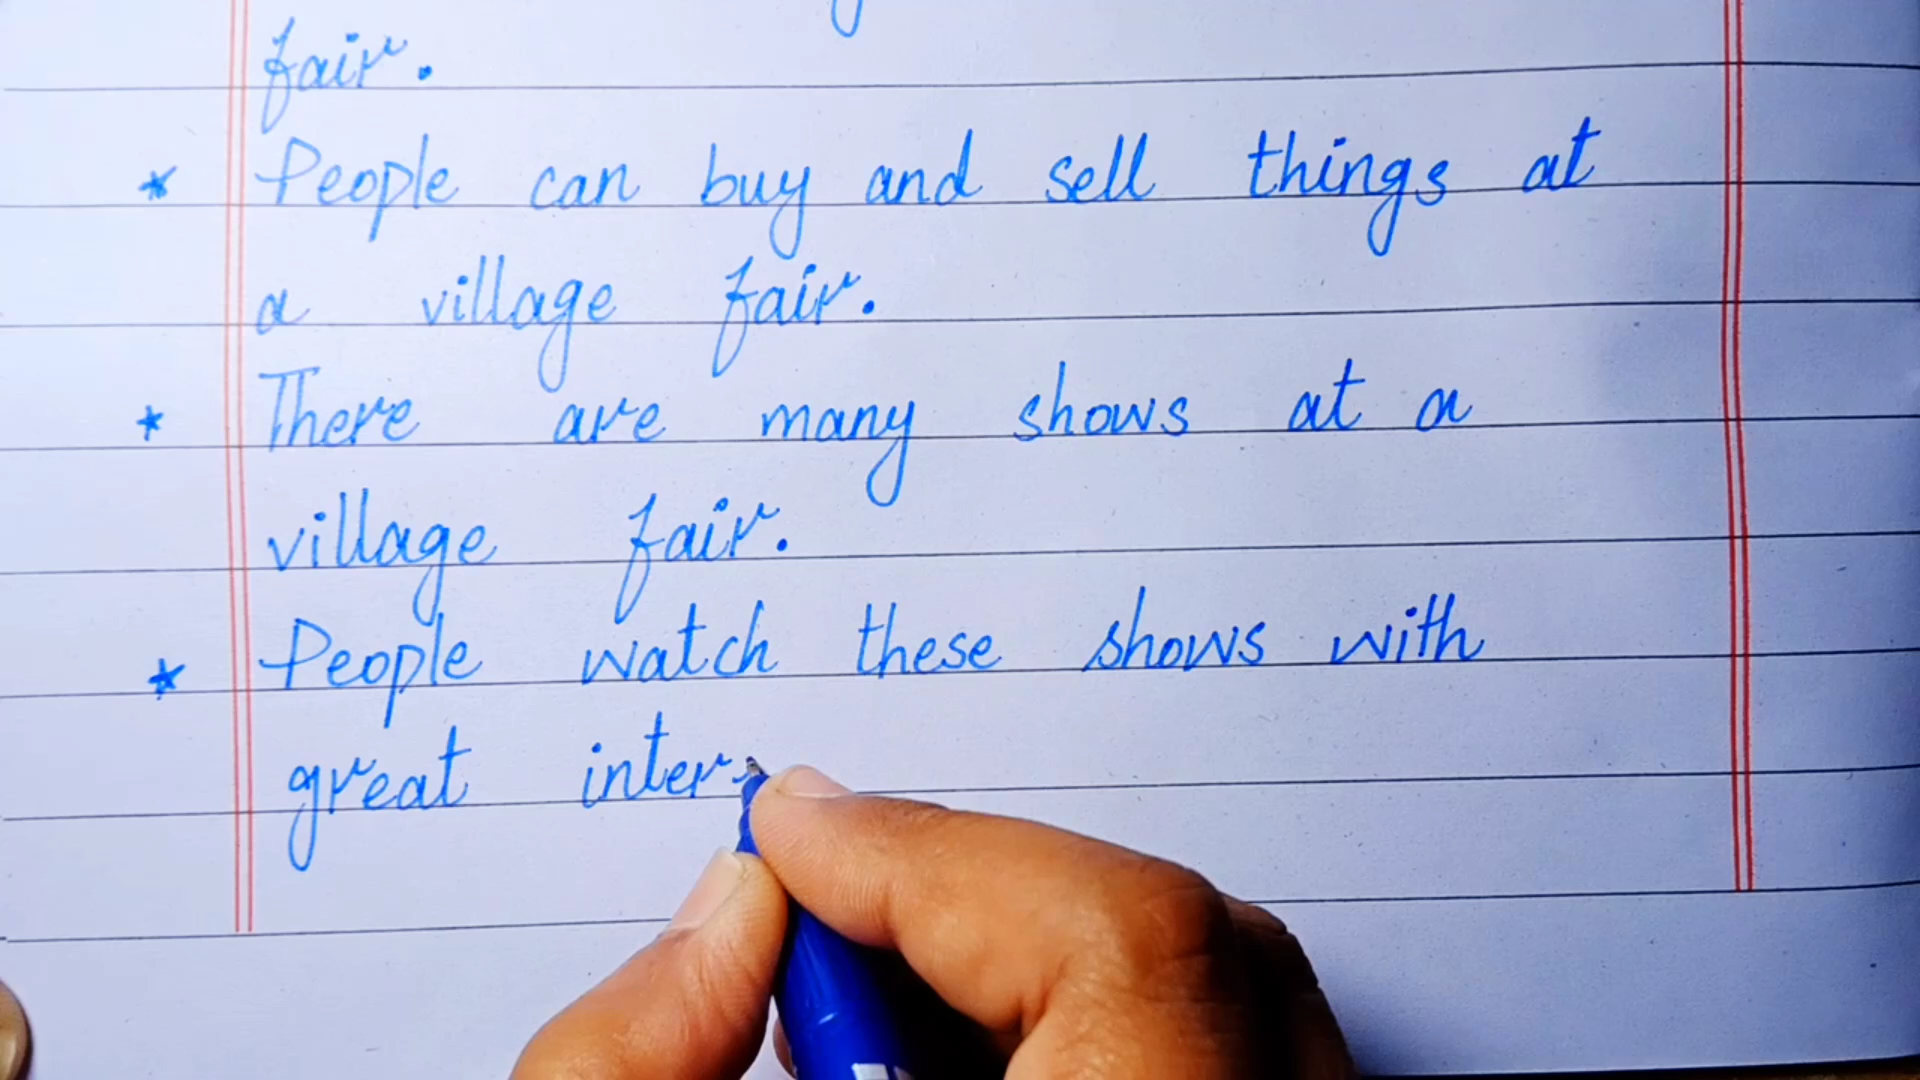 fair.
* People can buy and sell things at
a village fair.
* There are many shows at a
village fair.
* People watch these shows with
great inter